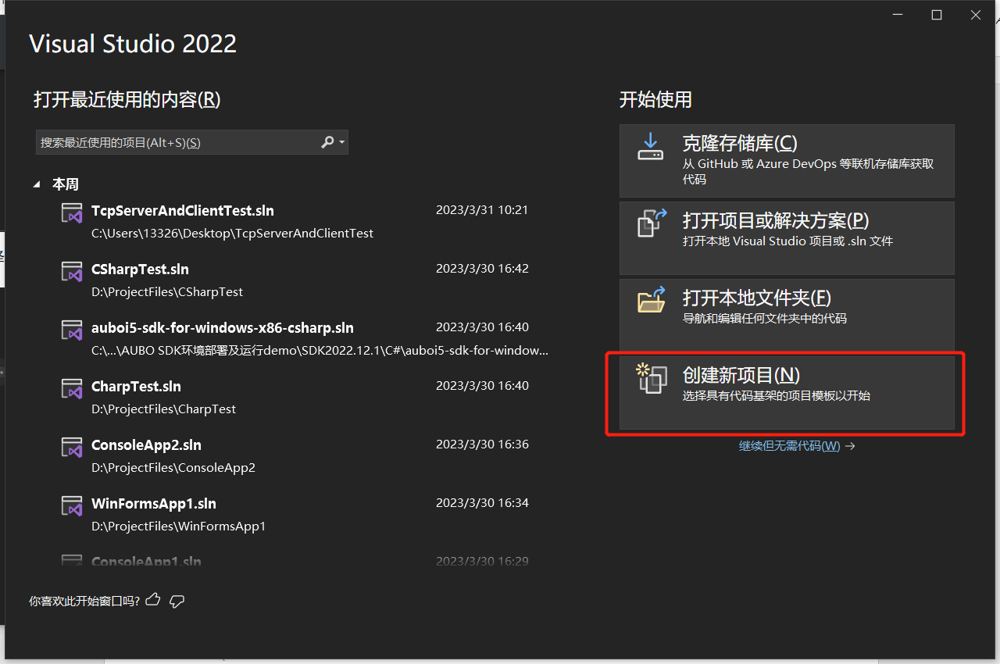 Visual Studio 2022
打开最近使用的内容(R)
搜索最近使用的项目(Alt+S)(S)
本周
TcpServerAndClientTest.sln 2023/3/31 10:21
C:\Users\13326\Desktop\TcpServerAndClientTest
CSharpTest.sln 2023/3/30 16:42
D:\ProjectFiles\CSharpTest
auboi5-sdk-for-windows-x86-csharp.sln 2023/3/30 16:40
C:\...\AUBO SDK环境部署及运行demo\SDK2022.12.1\C#\auboi5-sdk-for-window...
CharpTest.sln 2023/3/30 16:40
D:\ProjectFiles\CharpTest
ConsoleApp2.sln 2023/3/30 16:36
D:\ProjectFiles\ConsoleApp2
WinFormsApp1.sln 2023/3/30 16:34
D:\ProjectFiles\WinFormsApp1
ConsoleApp1.sln 2023/3/30 16:29
你喜欢此开始窗口吗?
开始使用
克隆存储库(C)
从 GitHub 或 Azure DevOps 等联机存储库获取
代码
打开项目或解决方案(P)
打开本地 Visual Studio 项目或 .sln 文件
打开本地文件夹(F)
导航和编辑任何文件夹中的代码
创建新项目(N)
选择具有代码基架的项目模板以开始
继续但无需代码(W) →